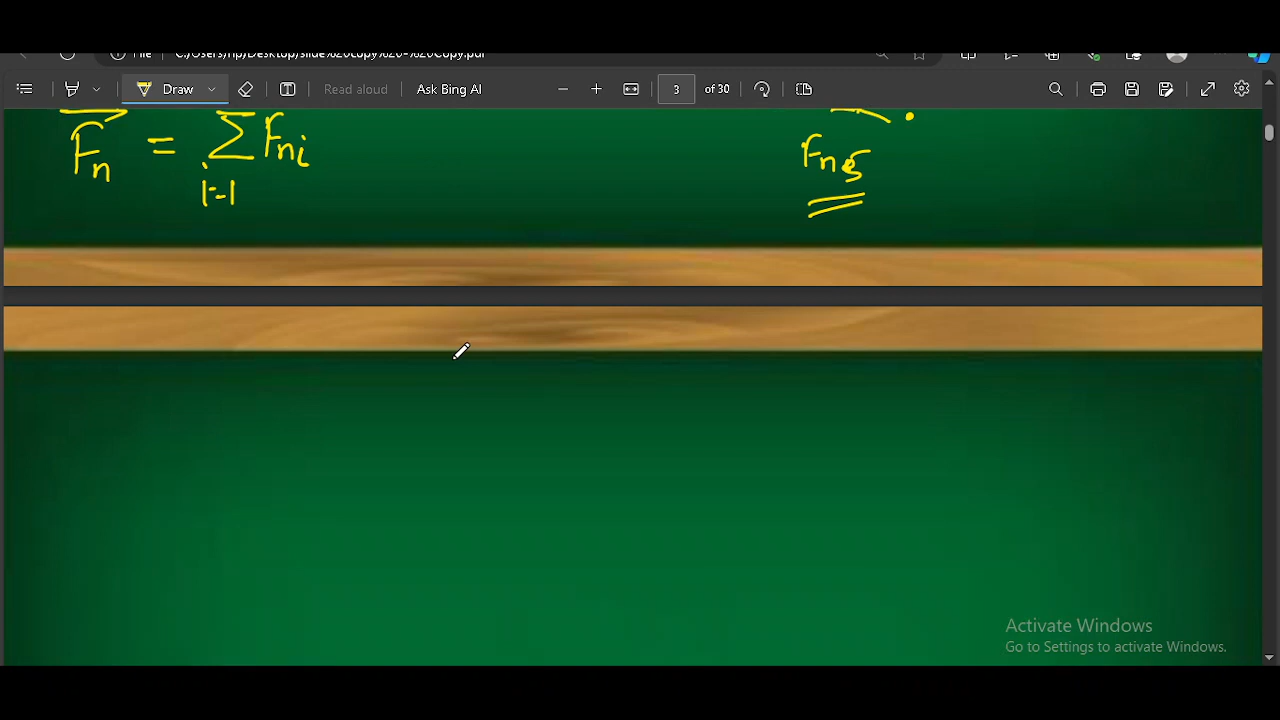 File C:/Users/hp/Desktop/slide%20copy%20-%20Copy.pdf
Draw Read aloud Ask Bing AI 3 of 30
Fn = Σ Fni
i=1
Fn5
Activate Windows
Go to Settings to activate Windows.